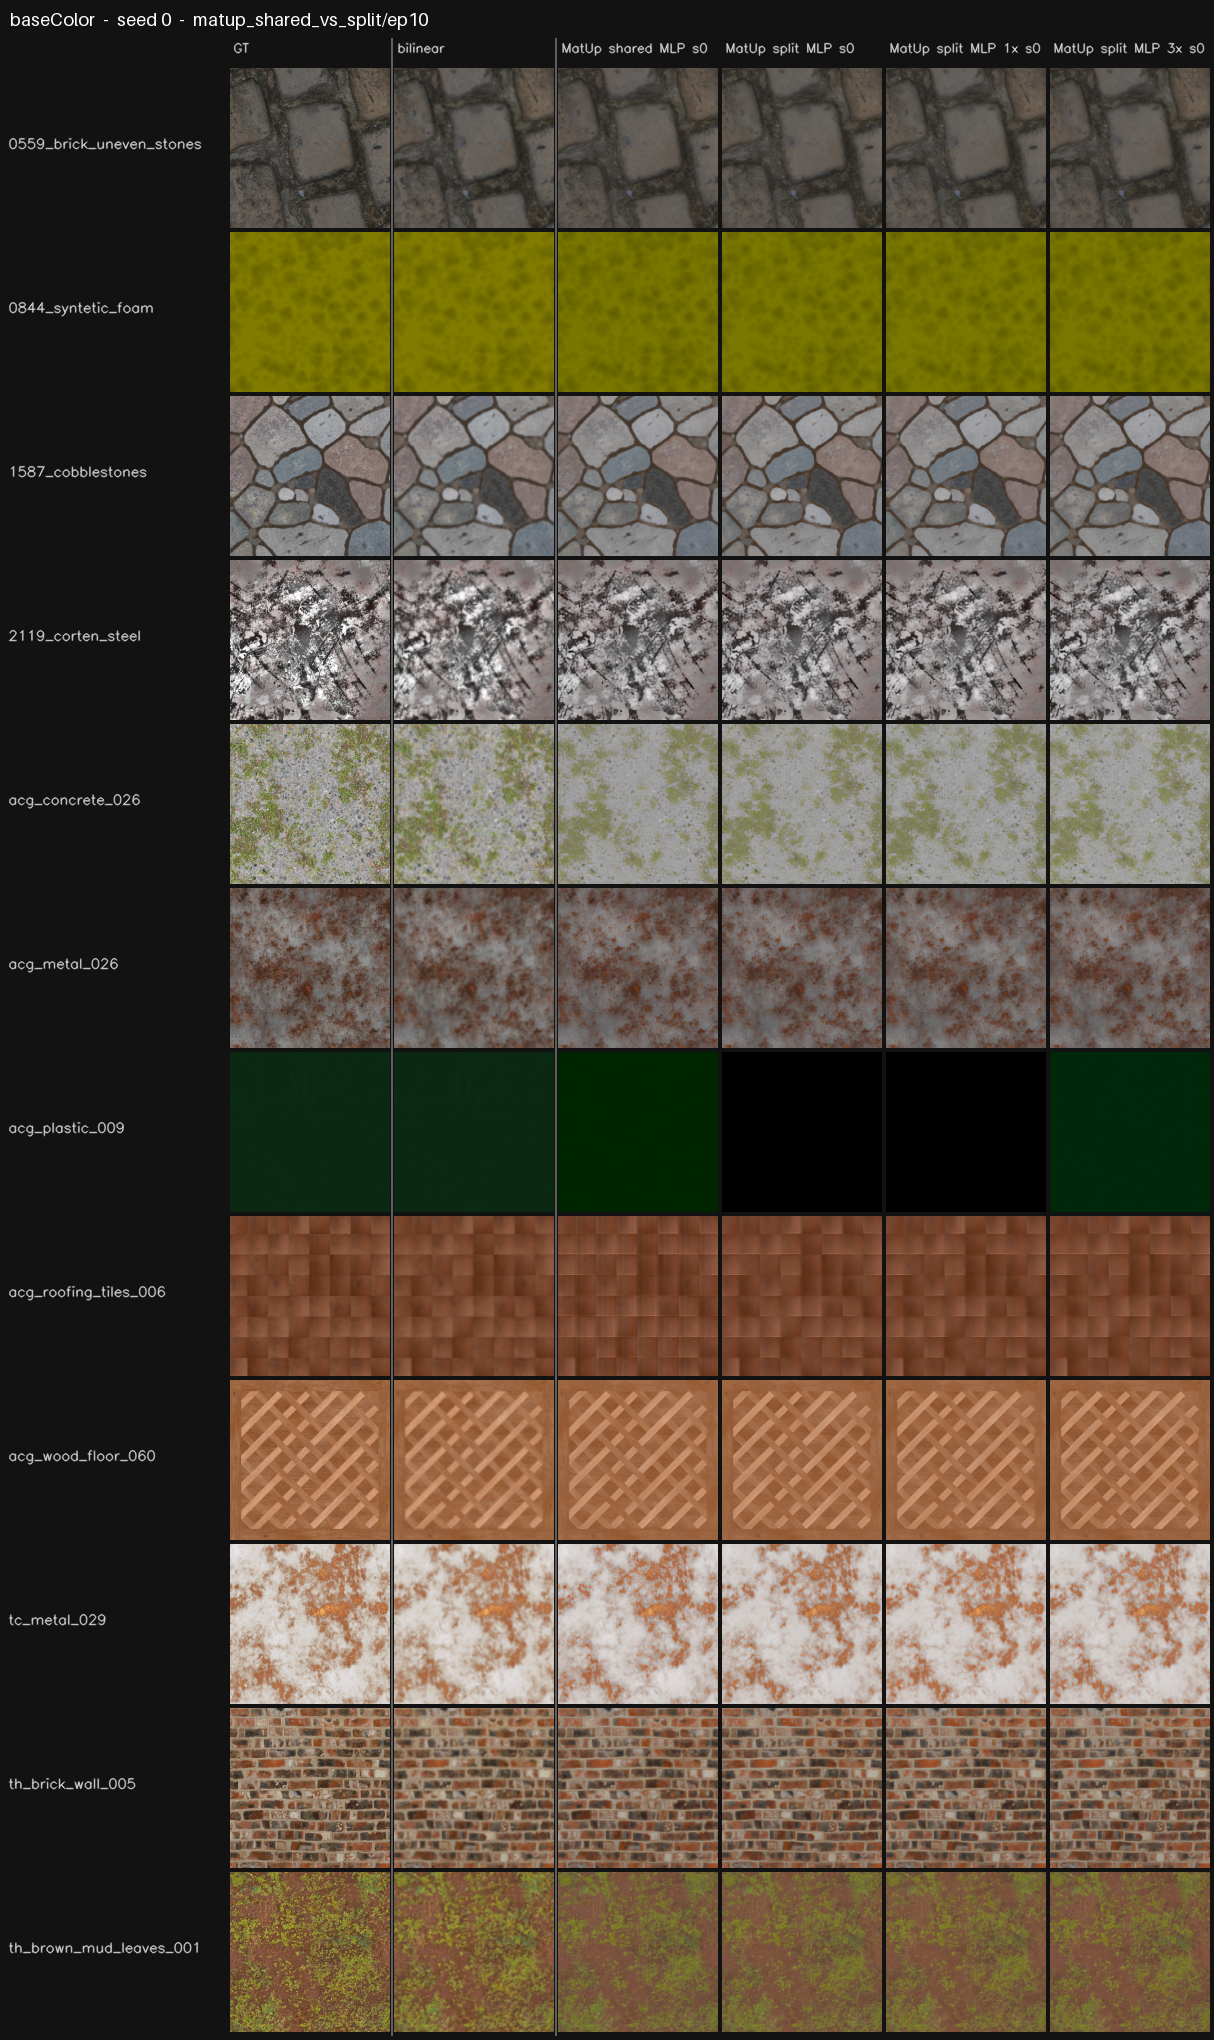 baseColor - seed 0 - matup_shared_vs_split/ep10
GT bilinear MatUp shared MLP s0 MatUp split MLP s0 MatUp split MLP 1x s0 MatUp split MLP 3x s0
0559_brick_uneven_stones
0844_syntetic_foam
1587_cobblestones
2119_corten_steel
acg_concrete_026
acg_metal_026
acg_plastic_009
acg_roofing_tiles_006
acg_wood_floor_060
tc_metal_029
th_brick_wall_005
th_brown_mud_leaves_001